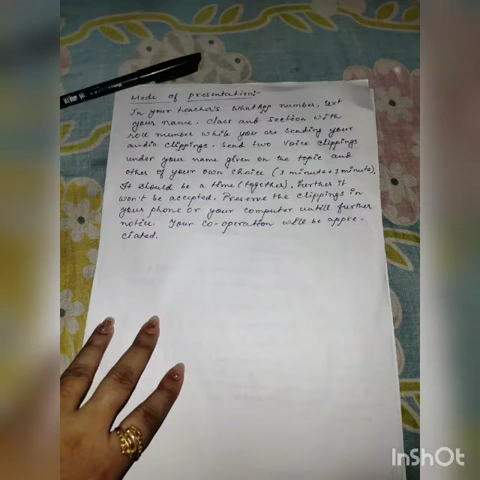 Mode of presentation:-
In your teacher's WhatsApp number, text
your name. Class and section with
roll number while you are sending your
audio clippings. Send two voice clippings
under your name given on the topic and
other of your own choice (3 minute+3 minute).
It should be a time (together). Further it
won't be accepted. Preserve the clippings in
your phone or your computer untill further
notice. Your co-operation will be appre-
ciated.
InShOt